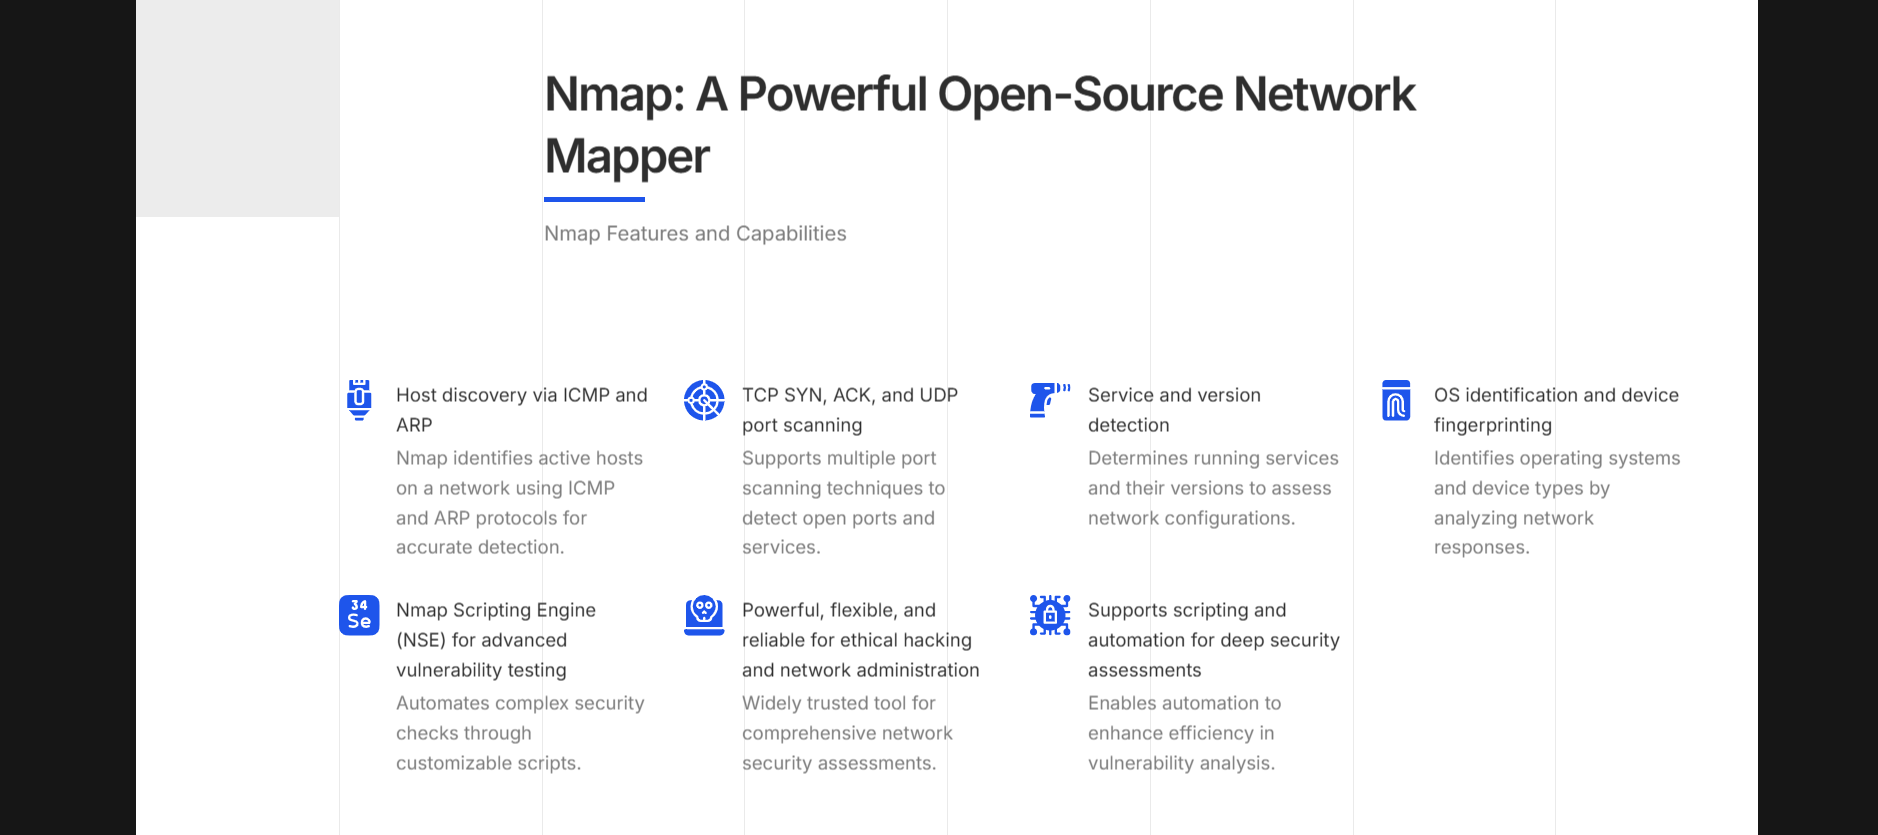 Nmap: A Powerful Open-Source Network
Mapper
Nmap Features and Capabilities
Host discovery via ICMP and
ARP
Nmap identifies active hosts
on a network using ICMP
and ARP protocols for
accurate detection.
TCP SYN, ACK, and UDP
port scanning
Supports multiple port
scanning techniques to
detect open ports and
services.
Service and version
detection
Determines running services
and their versions to assess
network configurations.
OS identification and device
fingerprinting
Identifies operating systems
and device types by
analyzing network
responses.
34
Se
Nmap Scripting Engine
(NSE) for advanced
vulnerability testing
Automates complex security
checks through
customizable scripts.
Powerful, flexible, and
reliable for ethical hacking
and network administration
Widely trusted tool for
comprehensive network
security assessments.
Supports scripting and
automation for deep security
assessments
Enables automation to
enhance efficiency in
vulnerability analysis.